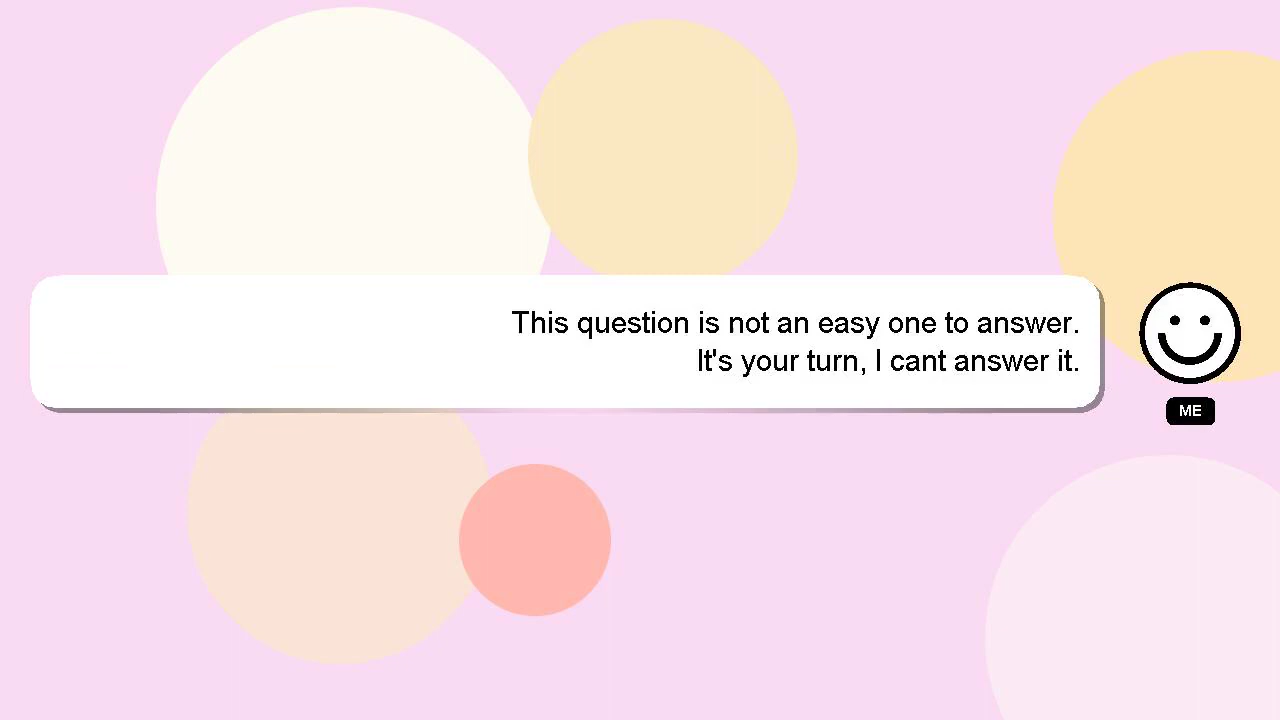 This question is not an easy one to answer.
It's your turn, I cant answer it.
ME